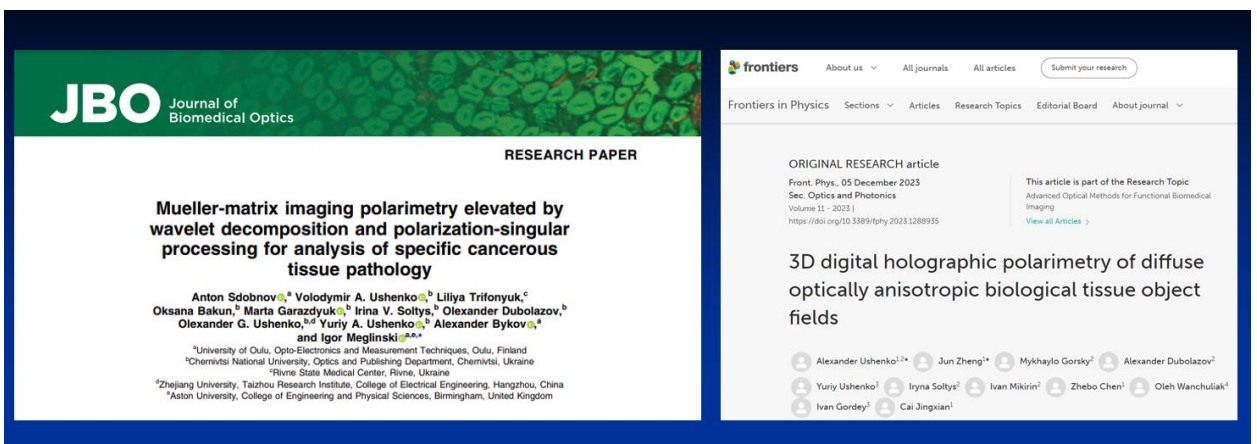 JBO
Journal of
Biomedical Optics
RESEARCH PAPER
Mueller-matrix imaging polarimetry elevated by
wavelet decomposition and polarization-singular
processing for analysis of specific cancerous
tissue pathology
Anton Sdobnov,ᵃ Volodymyr A. Ushenko,ᵇ Liliya Trifonyuk,ᶜ
Oksana Bakun,ᵇ Marta Garazdyuk,ᵇ Irina V. Soltys,ᵇ Olexander Dubolazov,ᵇ
Olexander G. Ushenko,ᵇ,ᵈ Yuriy A. Ushenko,ᵇ Alexander Bykov,ᵃ
and Igor Meglinskiᵃ,ᵉ,*
ᵃUniversity of Oulu, Opto-Electronics and Measurement Techniques, Oulu, Finland
ᵇChernivtsi National University, Optics and Publishing Department, Chernivtsi, Ukraine
ᶜRivne State Medical Center, Rivne, Ukraine
ᵈZhejiang University, Taizhou Research Institute, College of Electrical Engineering, Hangzhou, China
ᵉAston University, College of Engineering and Physical Sciences, Birmingham, United Kingdom
frontiers About us All journals All articles Submit your research
Frontiers in Physics Sections Articles Research Topics Editorial Board About journal
ORIGINAL RESEARCH article
Front. Phys., 05 December 2023
Sec. Optics and Photonics
Volume 11 - 2023 |
https://doi.org/10.3389/fphy.2023.1288935
This article is part of the Research Topic
Advanced Optical Methods for Functional Biomedical
Imaging
View all Articles >
3D digital holographic polarimetry of diffuse
optically anisotropic biological tissue object
fields
Alexander Ushenko¹,²* Jun Zheng¹* Mykhaylo Gorsky² Alexander Dubolazov²
Yuriy Ushenko³ Iryna Soltys² Ivan Mikirin² Zhebo Chen¹ Oleh Wanchuliak⁴
Ivan Gordey⁵ Cai Jingxian¹